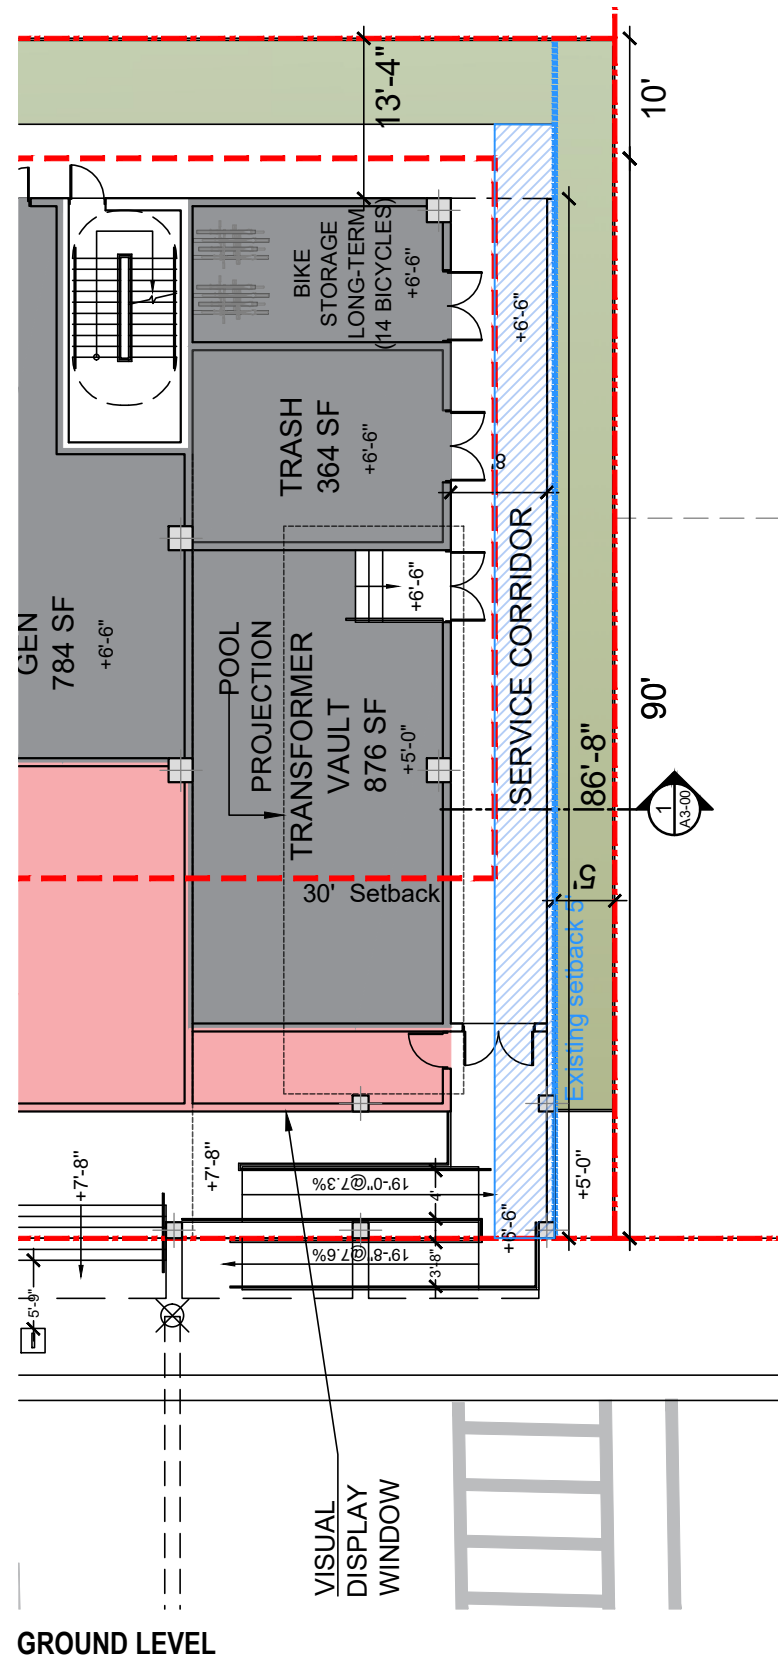 13'-4"
10'
BIKE
STORAGE
LONG-TERM
(14 BICYCLES)
+6'-6"
+6'-6"
TRASH
364 SF
+6'-6"
8'
SERVICE CORRIDOR
+6'-6"
GEN
784 SF
+6'-6"
POOL
PROJECTION
TRANSFORMER
VAULT
876 SF
+5'-0"
90'
86'-8"
1
A3-00
5'
30' Setback
Existing setback 5'
+7'-8"
+7'-8"
19'-0"@7.3%
4'
+5'-0"
+6'-6"
19'-8"@7.6%
3'-8"
5'-9"
VISUAL
DISPLAY
WINDOW
GROUND LEVEL